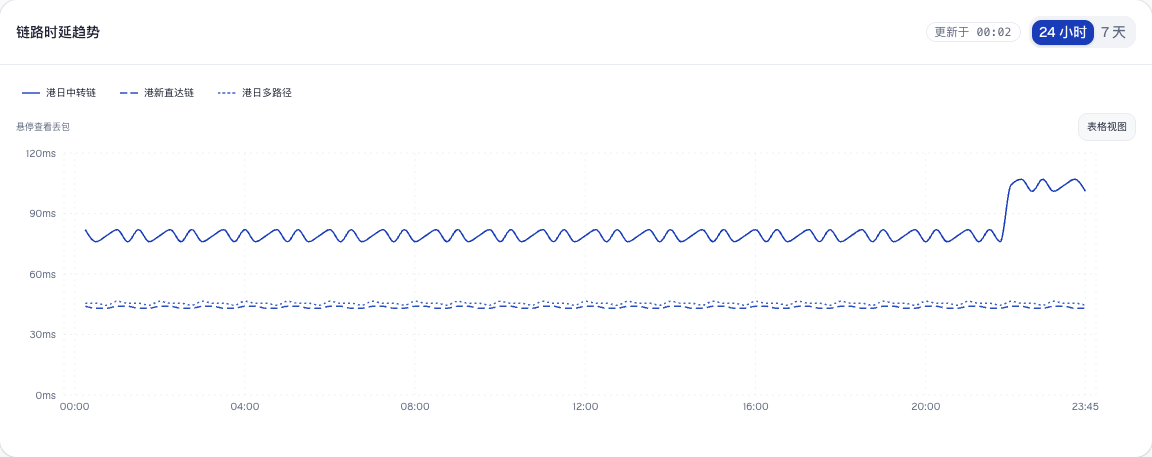 链路时延趋势
更新于 00:02
24 小时
7 天
港日中转链
港新直达链
港日多路径
悬停查看丢包
表格视图
120ms
90ms
60ms
30ms
0ms
00:00
04:00
08:00
12:00
16:00
20:00
23:45